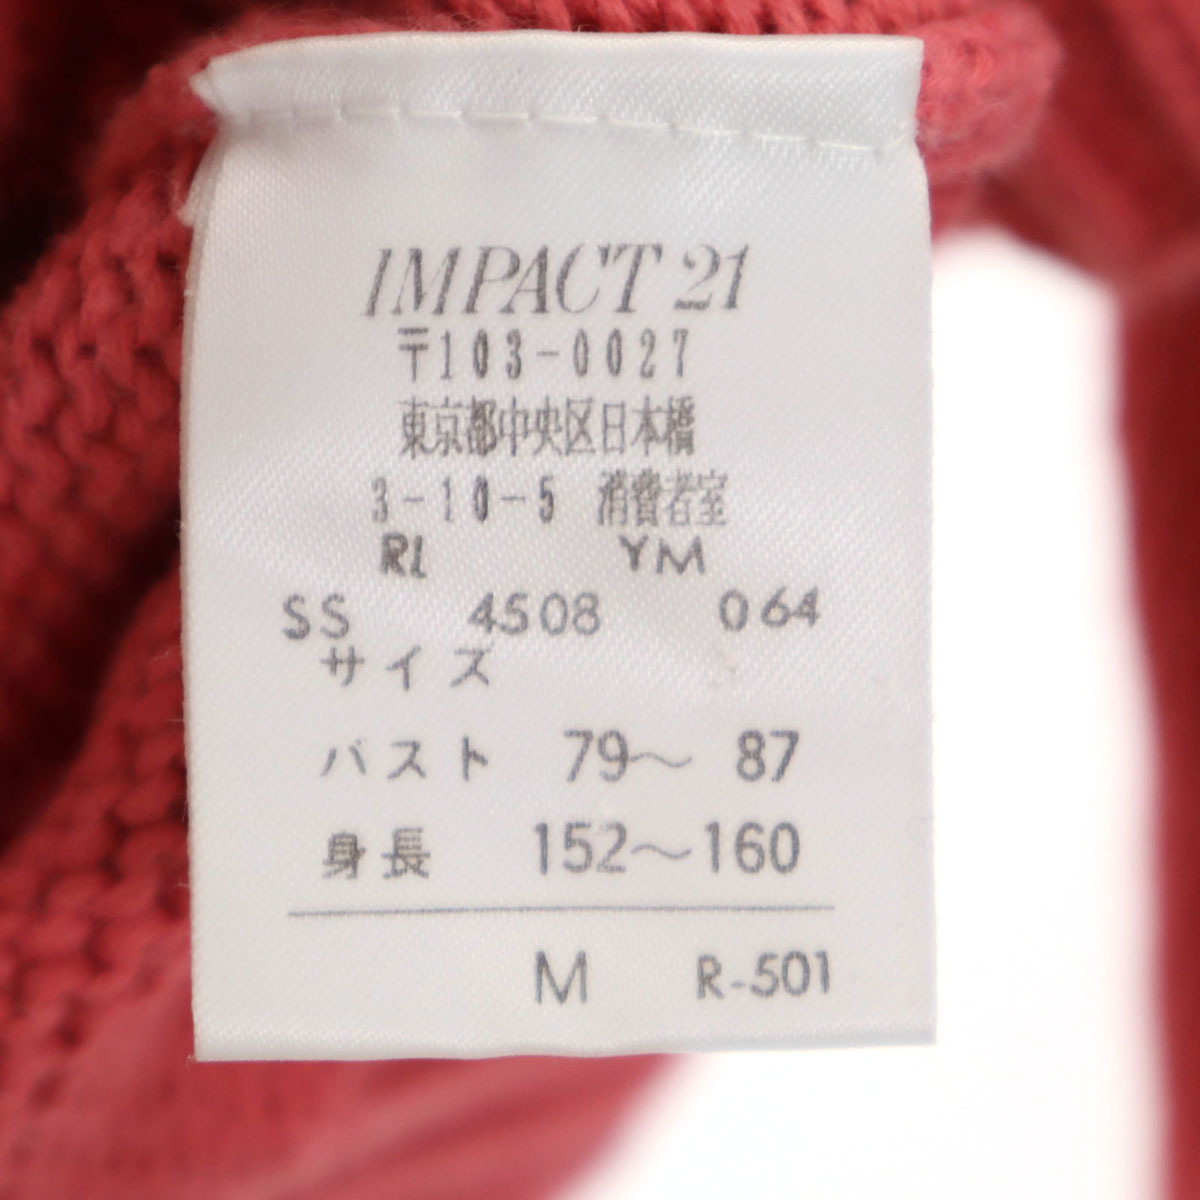 IMPACT 21
〒103-0027
東京都中央区日本橋
3-10-5 消費者室
RL YM
SS 4508 064
サイズ
バスト 79〜 87
身長 152〜160
M R-501